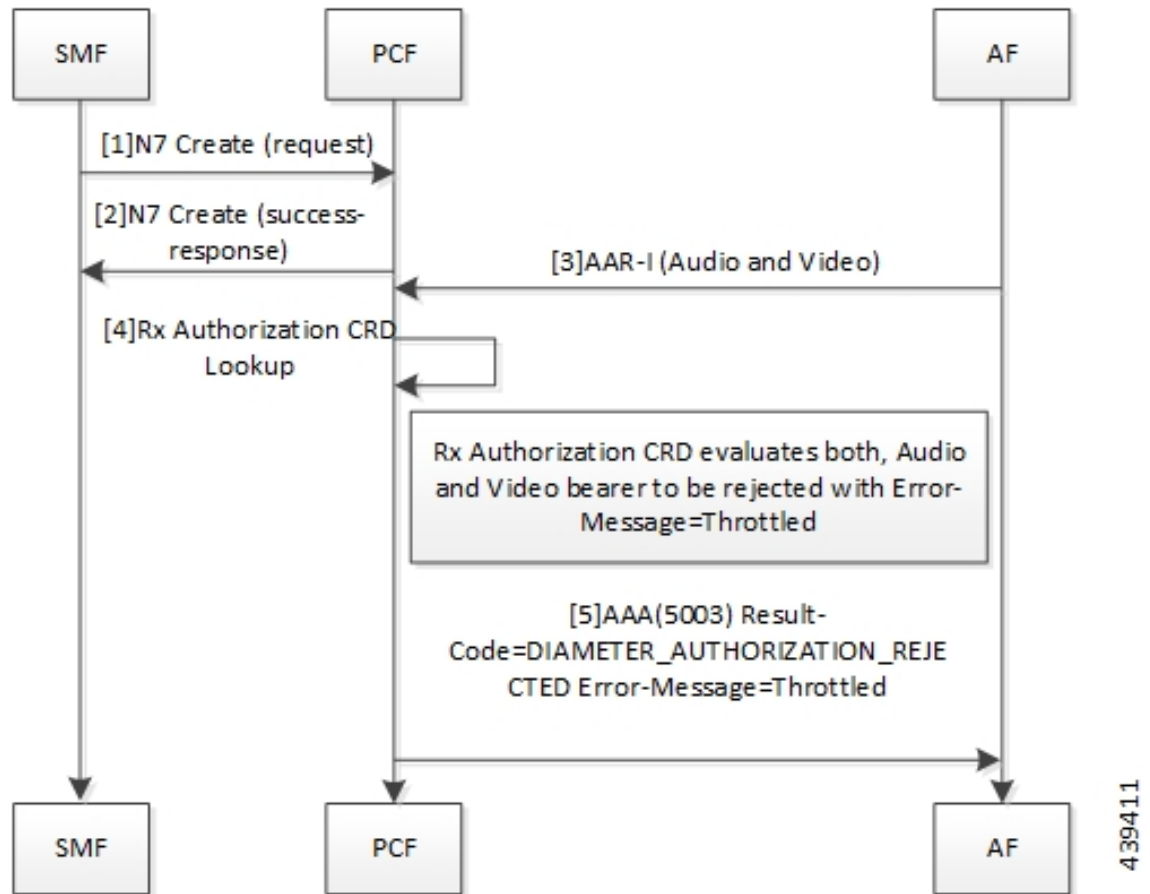 SMF
PCF
AF
[1]N7 Create (request)
[2]N7 Create (success-
response)
[3]AAR-I (Audio and Video)
[4]Rx Authorization CRD
Lookup
Rx Authorization CRD evaluates both, Audio
and Video bearer to be rejected with Error-
Message=Throttled
[5]AAA(5003) Result-
Code=DIAMETER_AUTHORIZATION_REJE
CTED Error-Message=Throttled
SMF
PCF
AF
439411